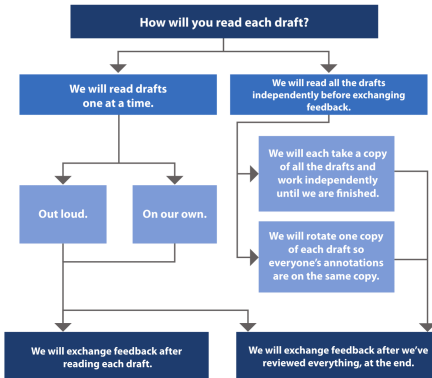 How will you read each draft?
We will read drafts
one at a time.
We will read all the drafts
independently before exchanging
feedback.
Out loud.
On our own.
We will each take a copy
of all the drafts and
work independently
until we are finished.
We will rotate one copy
of each draft so
everyone's annotations
are on the same copy.
We will exchange feedback after
reading each draft.
We will exchange feedback after we've
reviewed everything, at the end.